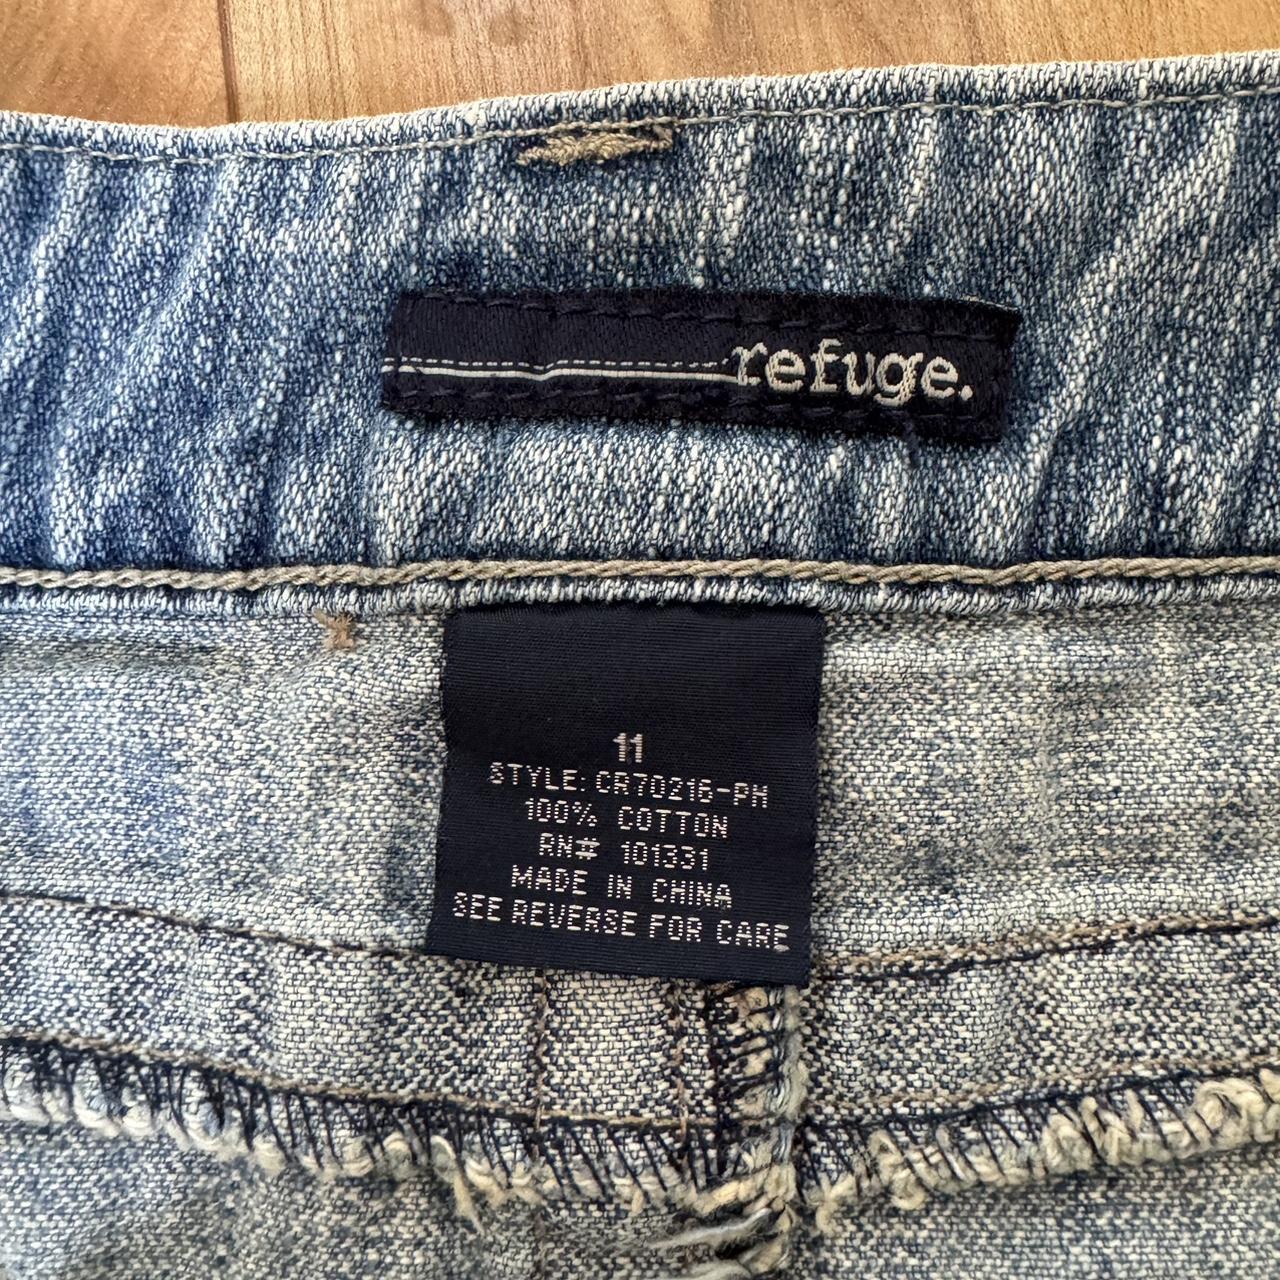 refuge.
11
STYLE: CR70216-PH
100% COTTON
RN# 101331
MADE IN CHINA
SEE REVERSE FOR CARE